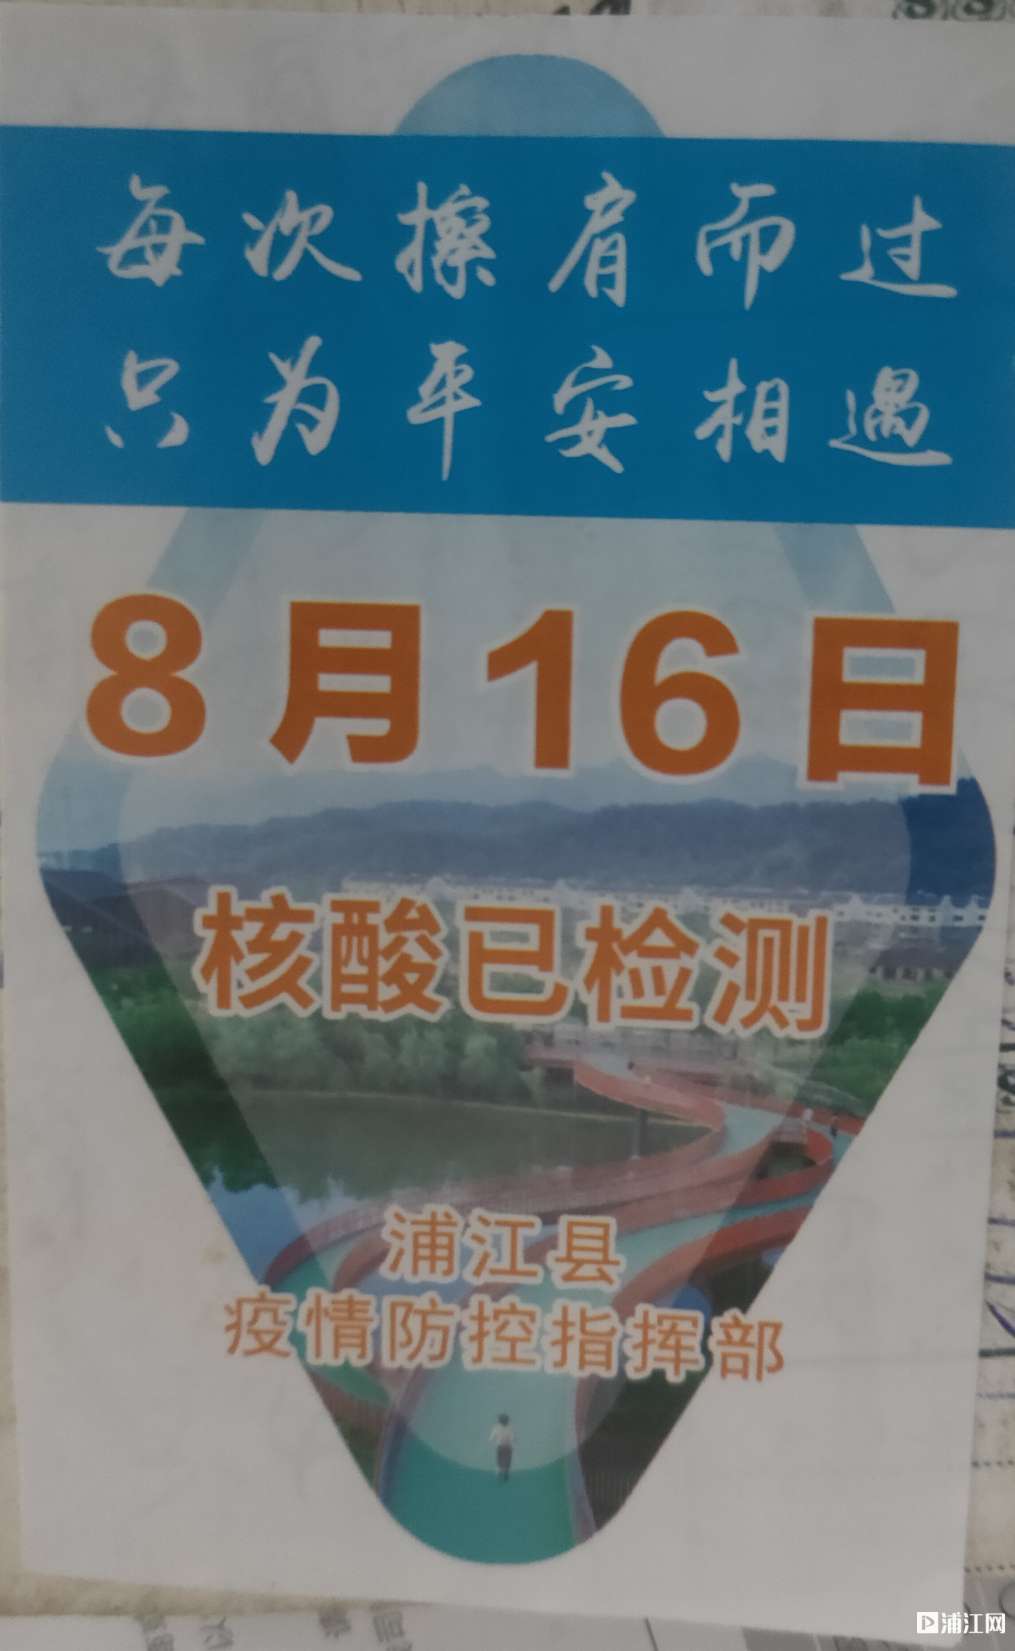 每次擦肩而过
只为平安相遇
8月16日
核酸已检测
浦江县
疫情防控指挥部
浦江网